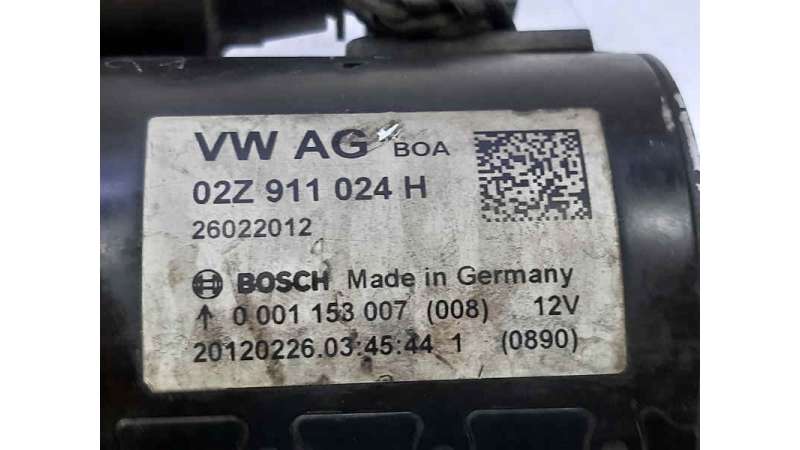 VW AG BOA
02Z 911 024 H
26022012
BOSCH Made in Germany
0 001 153 007 (008) 12V
20120226.03:45:44 1 (0890)